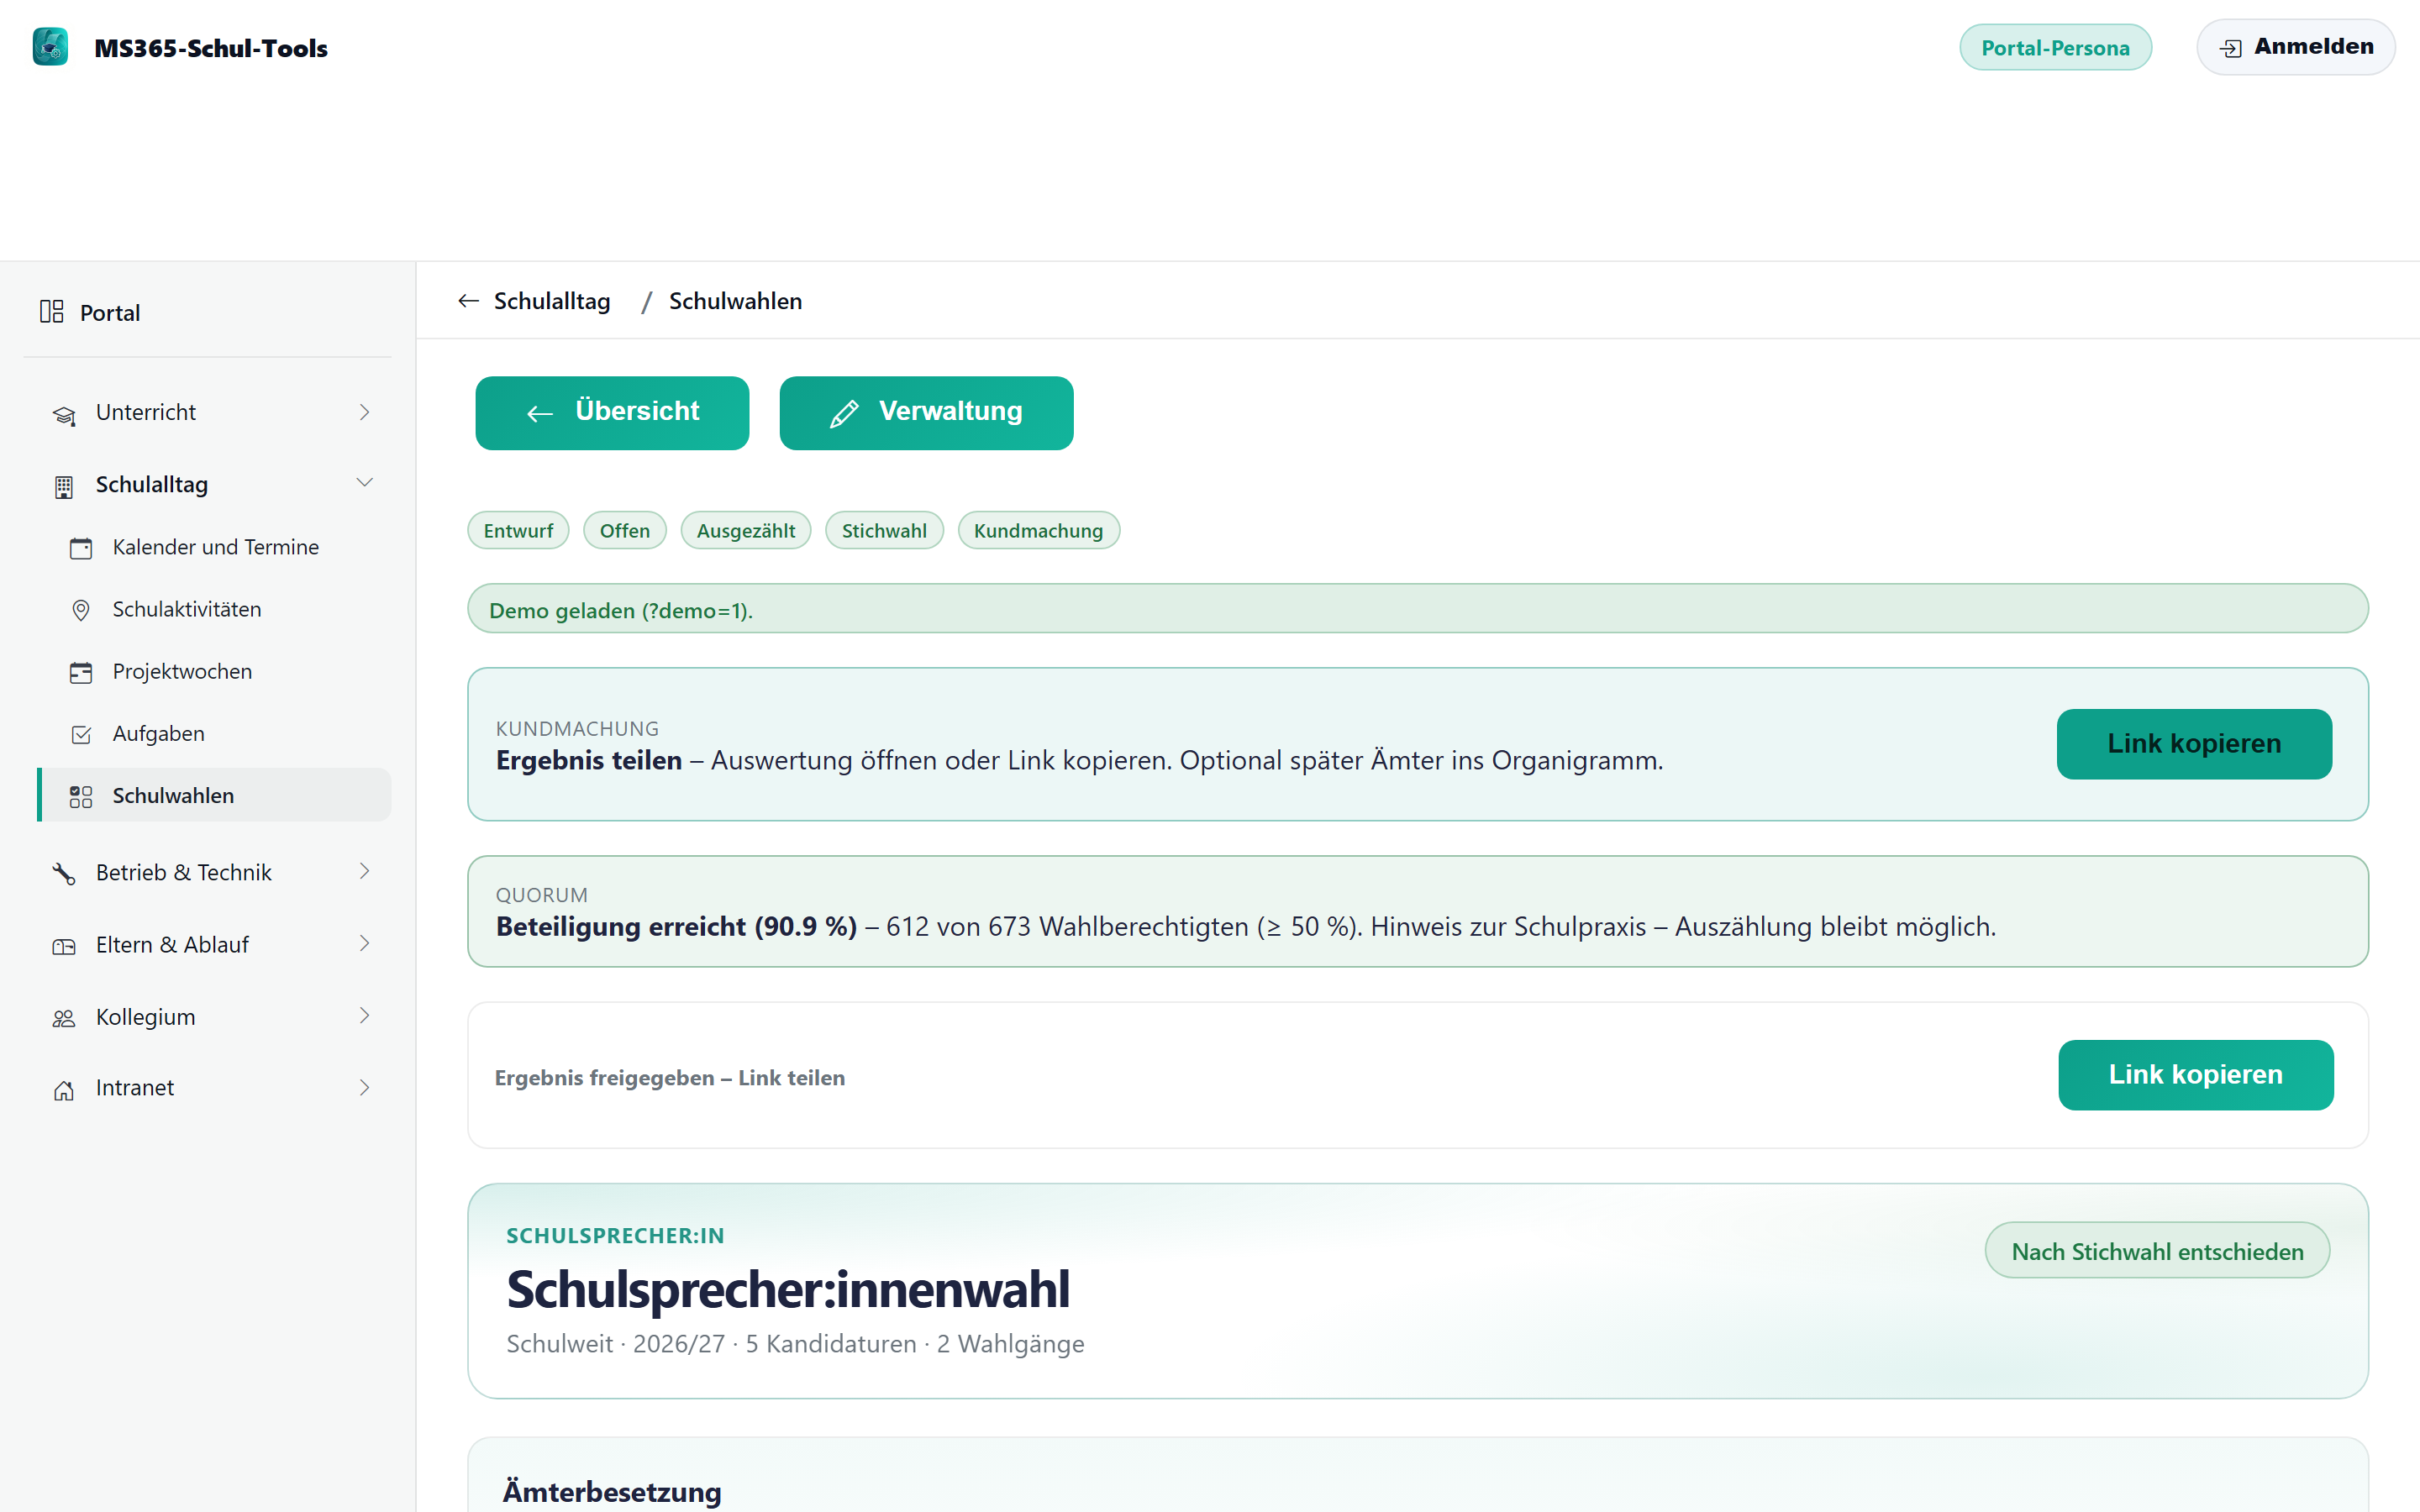 MS365-Schul-Tools
Portal-Persona
Anmelden
Portal
Unterricht
Schulalltag
Kalender und Termine
Schulaktivitäten
Projektwochen
Aufgaben
Schulwahlen
Betrieb & Technik
Eltern & Ablauf
Kollegium
Intranet
← Schulalltag / Schulwahlen
← Übersicht
Verwaltung
Entwurf
Offen
Ausgezählt
Stichwahl
Kundmachung
Demo geladen (?demo=1).
KUNDMACHUNG
Ergebnis teilen – Auswertung öffnen oder Link kopieren. Optional später Ämter ins Organigramm.
Link kopieren
QUORUM
Beteiligung erreicht (90.9 %) – 612 von 673 Wahlberechtigten (≥ 50 %). Hinweis zur Schulpraxis – Auszählung bleibt möglich.
Ergebnis freigegeben – Link teilen
Link kopieren
SCHULSPRECHER:IN
Schulsprecher:innenwahl
Schulweit · 2026/27 · 5 Kandidaturen · 2 Wahlgänge
Nach Stichwahl entschieden
Ämterbesetzung